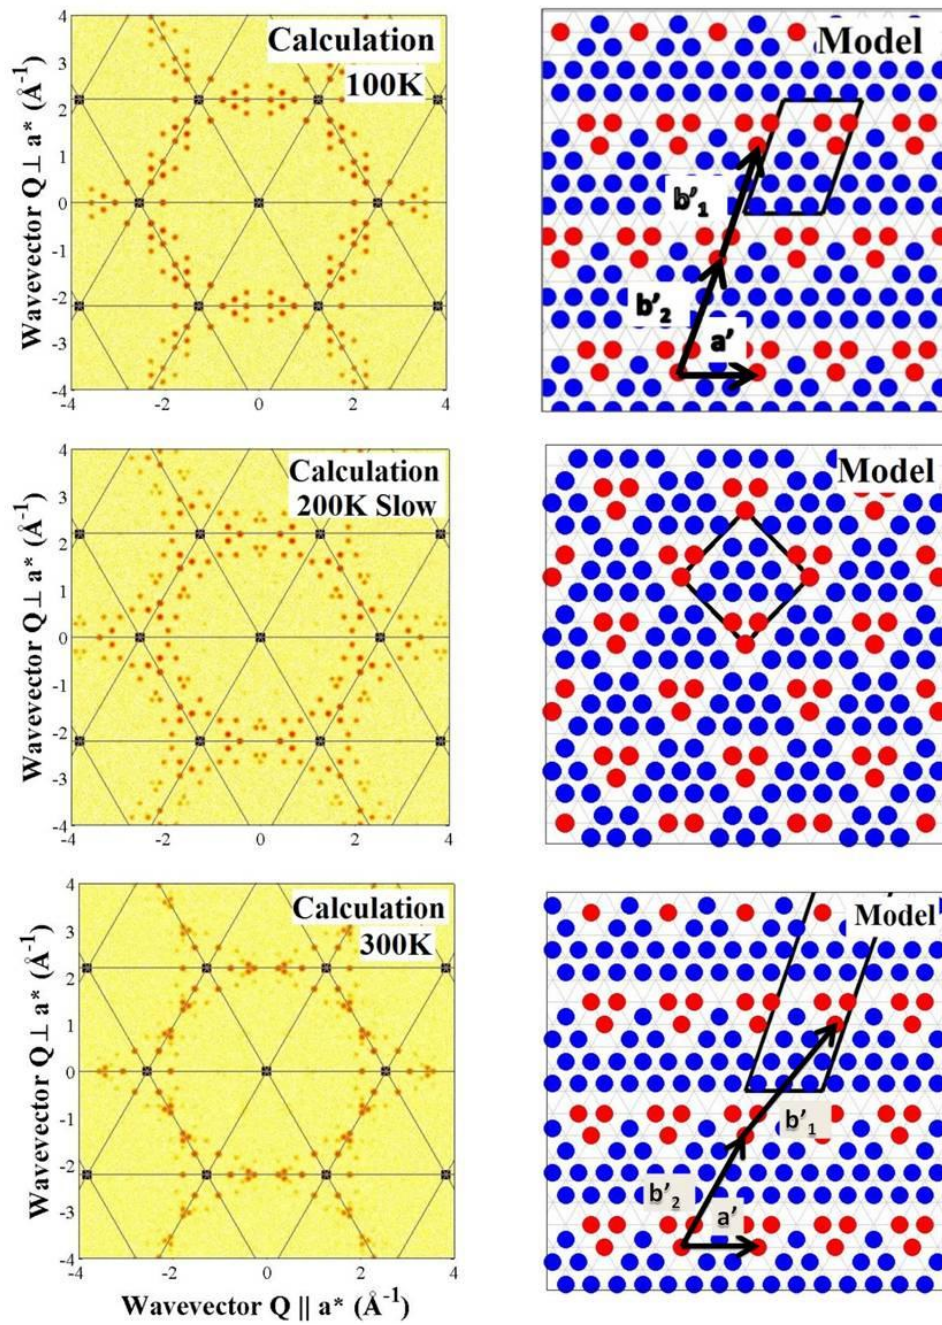 Calculation
100K
Wavevector Q ⊥ a* (Å⁻¹)
4
3
2
1
0
-1
-2
-3
-4
-4
-2
0
2
4
Model
b'₁
b'₂
a'
Calculation
200K Slow
Wavevector Q ⊥ a* (Å⁻¹)
4
3
2
1
0
-1
-2
-3
-4
-4
-2
0
2
4
Model
Calculation
300K
Wavevector Q ⊥ a* (Å⁻¹)
4
3
2
1
0
-1
-2
-3
-4
-4
-2
0
2
4
Wavevector Q || a* (Å⁻¹)
Model
b'₁
b'₂
a'